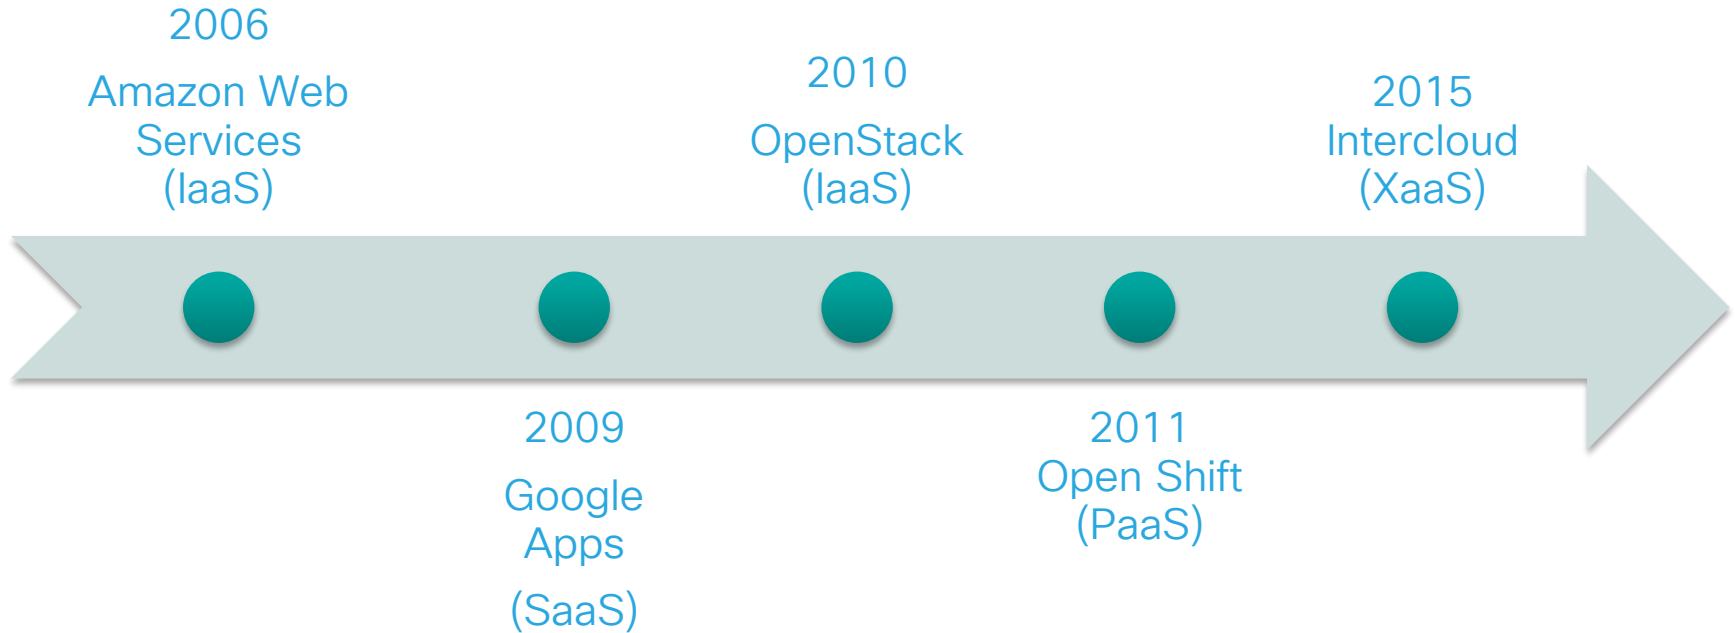 2006
Amazon Web
Services
(IaaS)
2009
Google
Apps
(SaaS)
2010
OpenStack
(IaaS)
2011
Open Shift
(PaaS)
2015
Intercloud
(XaaS)